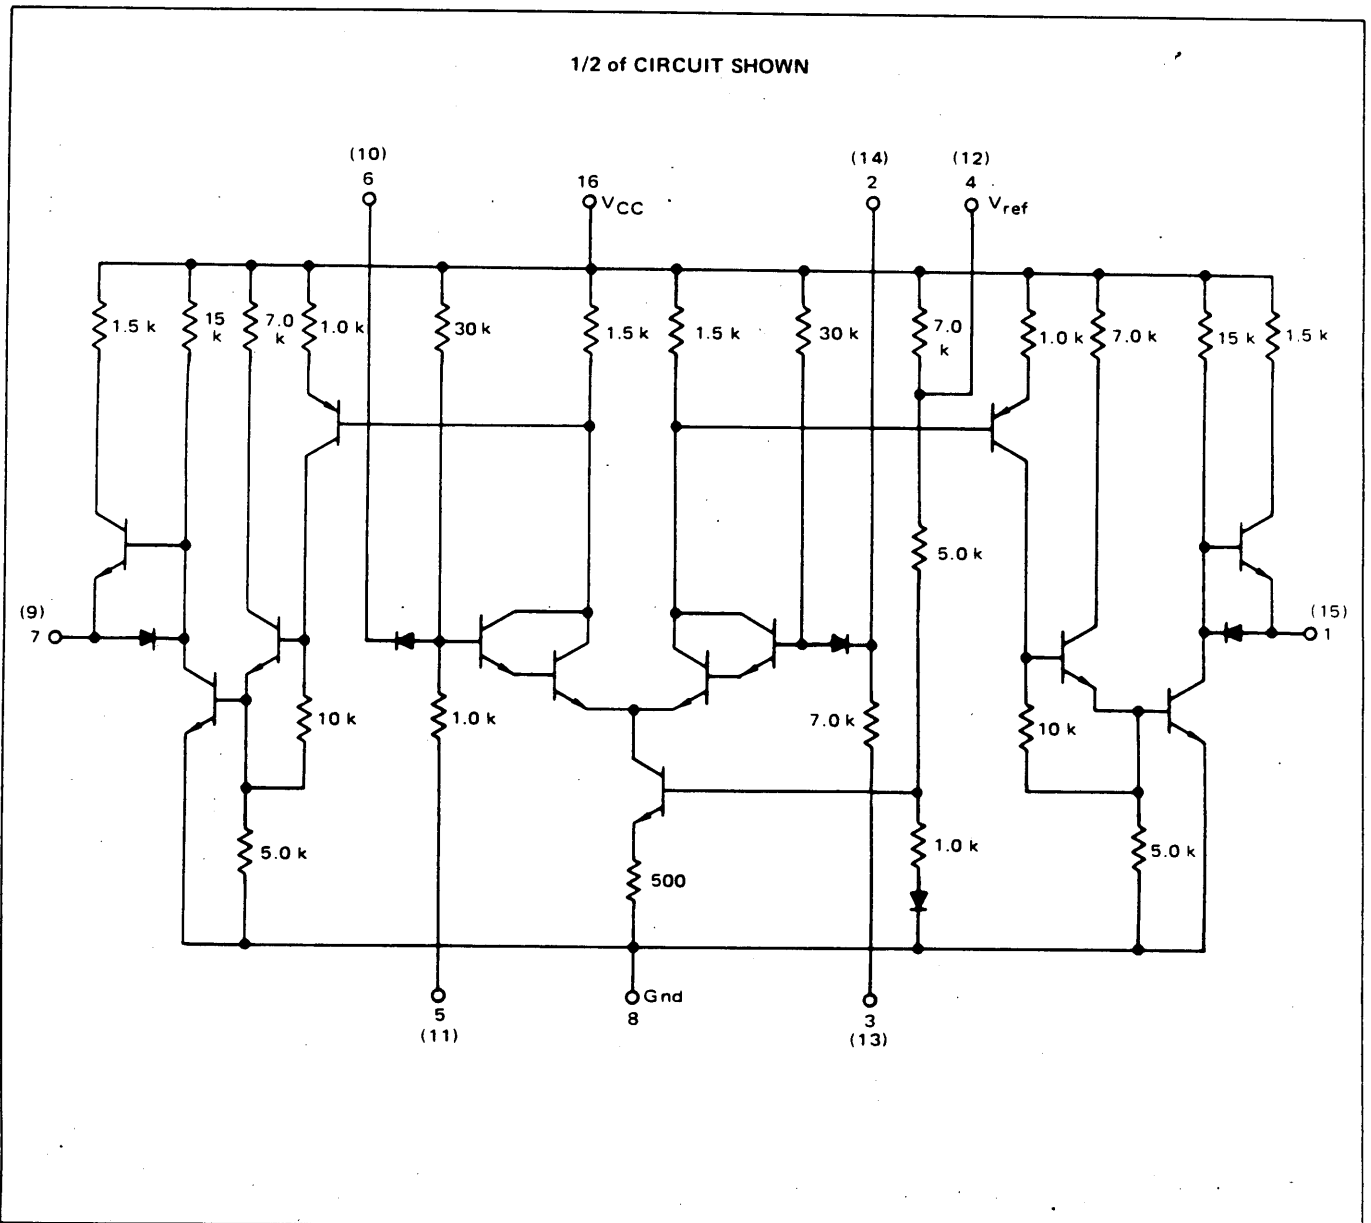 1/2 of CIRCUIT SHOWN
(10)
6
16
VCC
(14)
2
(12)
4
Vref
1.5 k
15 k
7.0 k
1.0 k
30 k
1.5 k
1.5 k
30 k
7.0 k
1.0 k
7.0 k
15 k
1.5 k
5.0 k
(9)
7
(15)
1
10 k
1.0 k
7.0 k
10 k
5.0 k
500
1.0 k
5.0 k
5
(11)
Gnd
8
3
(13)